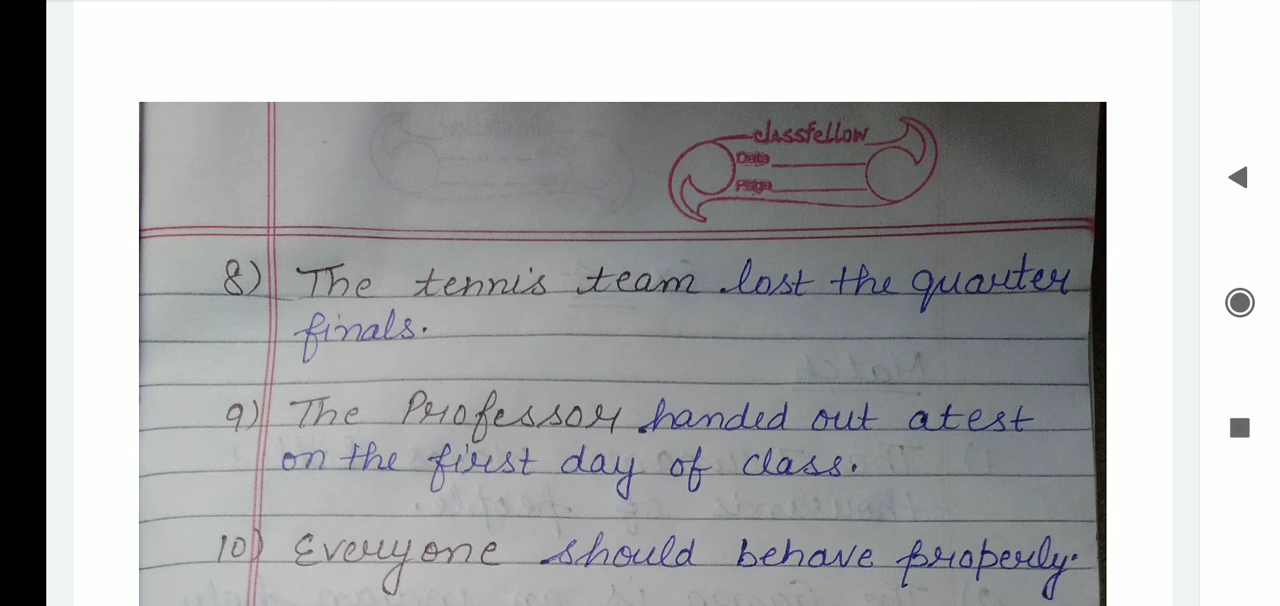 classfellow
Date
Page
8) The tennis team lost the quarter
finals.
9) The Professor handed out atest
on the first day of class.
10) Everyone should behave properly.